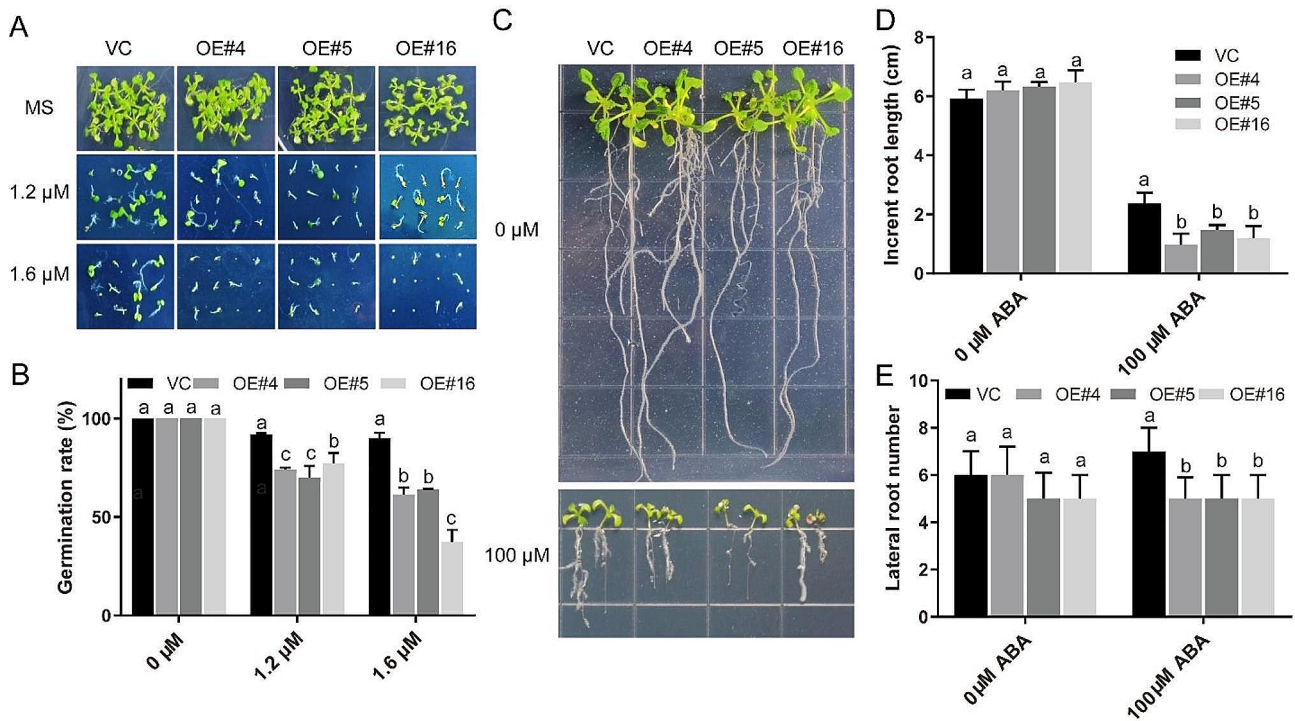 A
VC OE#4 OE#5 OE#16
MS
1.2 µM
1.6 µM
B
VC OE#4 OE#5 OE#16
Germination rate (%)
100
50
0
a a a a
a c c b
a b b c
a
a
0 µM
1.2 µM
1.6 µM
C
VC OE#4 OE#5 OE#16
0 µM
100 µM
D
Incrent root length (cm)
8
6
4
2
0
VC
OE#4
OE#5
OE#16
a a a a
a b b b
0 µM ABA
100 µM ABA
E
Lateral root number
10
8
6
4
2
0
VC OE#4 OE#5 OE#16
a a a a
a b b b
0 µM ABA
100 µM ABA